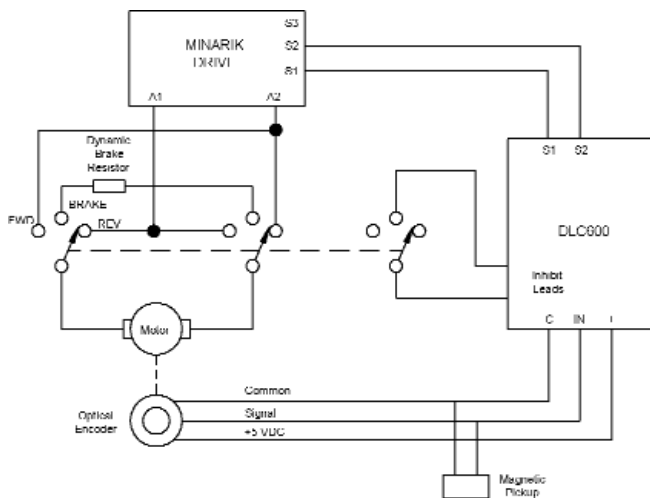 S3
MINARIK
S2
S1
A1
A2
Dynamic
Brake
Resistor
S1
S2
BRAKE
FWD
REV
DLC600
Inhibit
Leads
Motor
C
IN
Common
Optical
Encoder
Signal
+5 VDC
Magnetic
Pickup